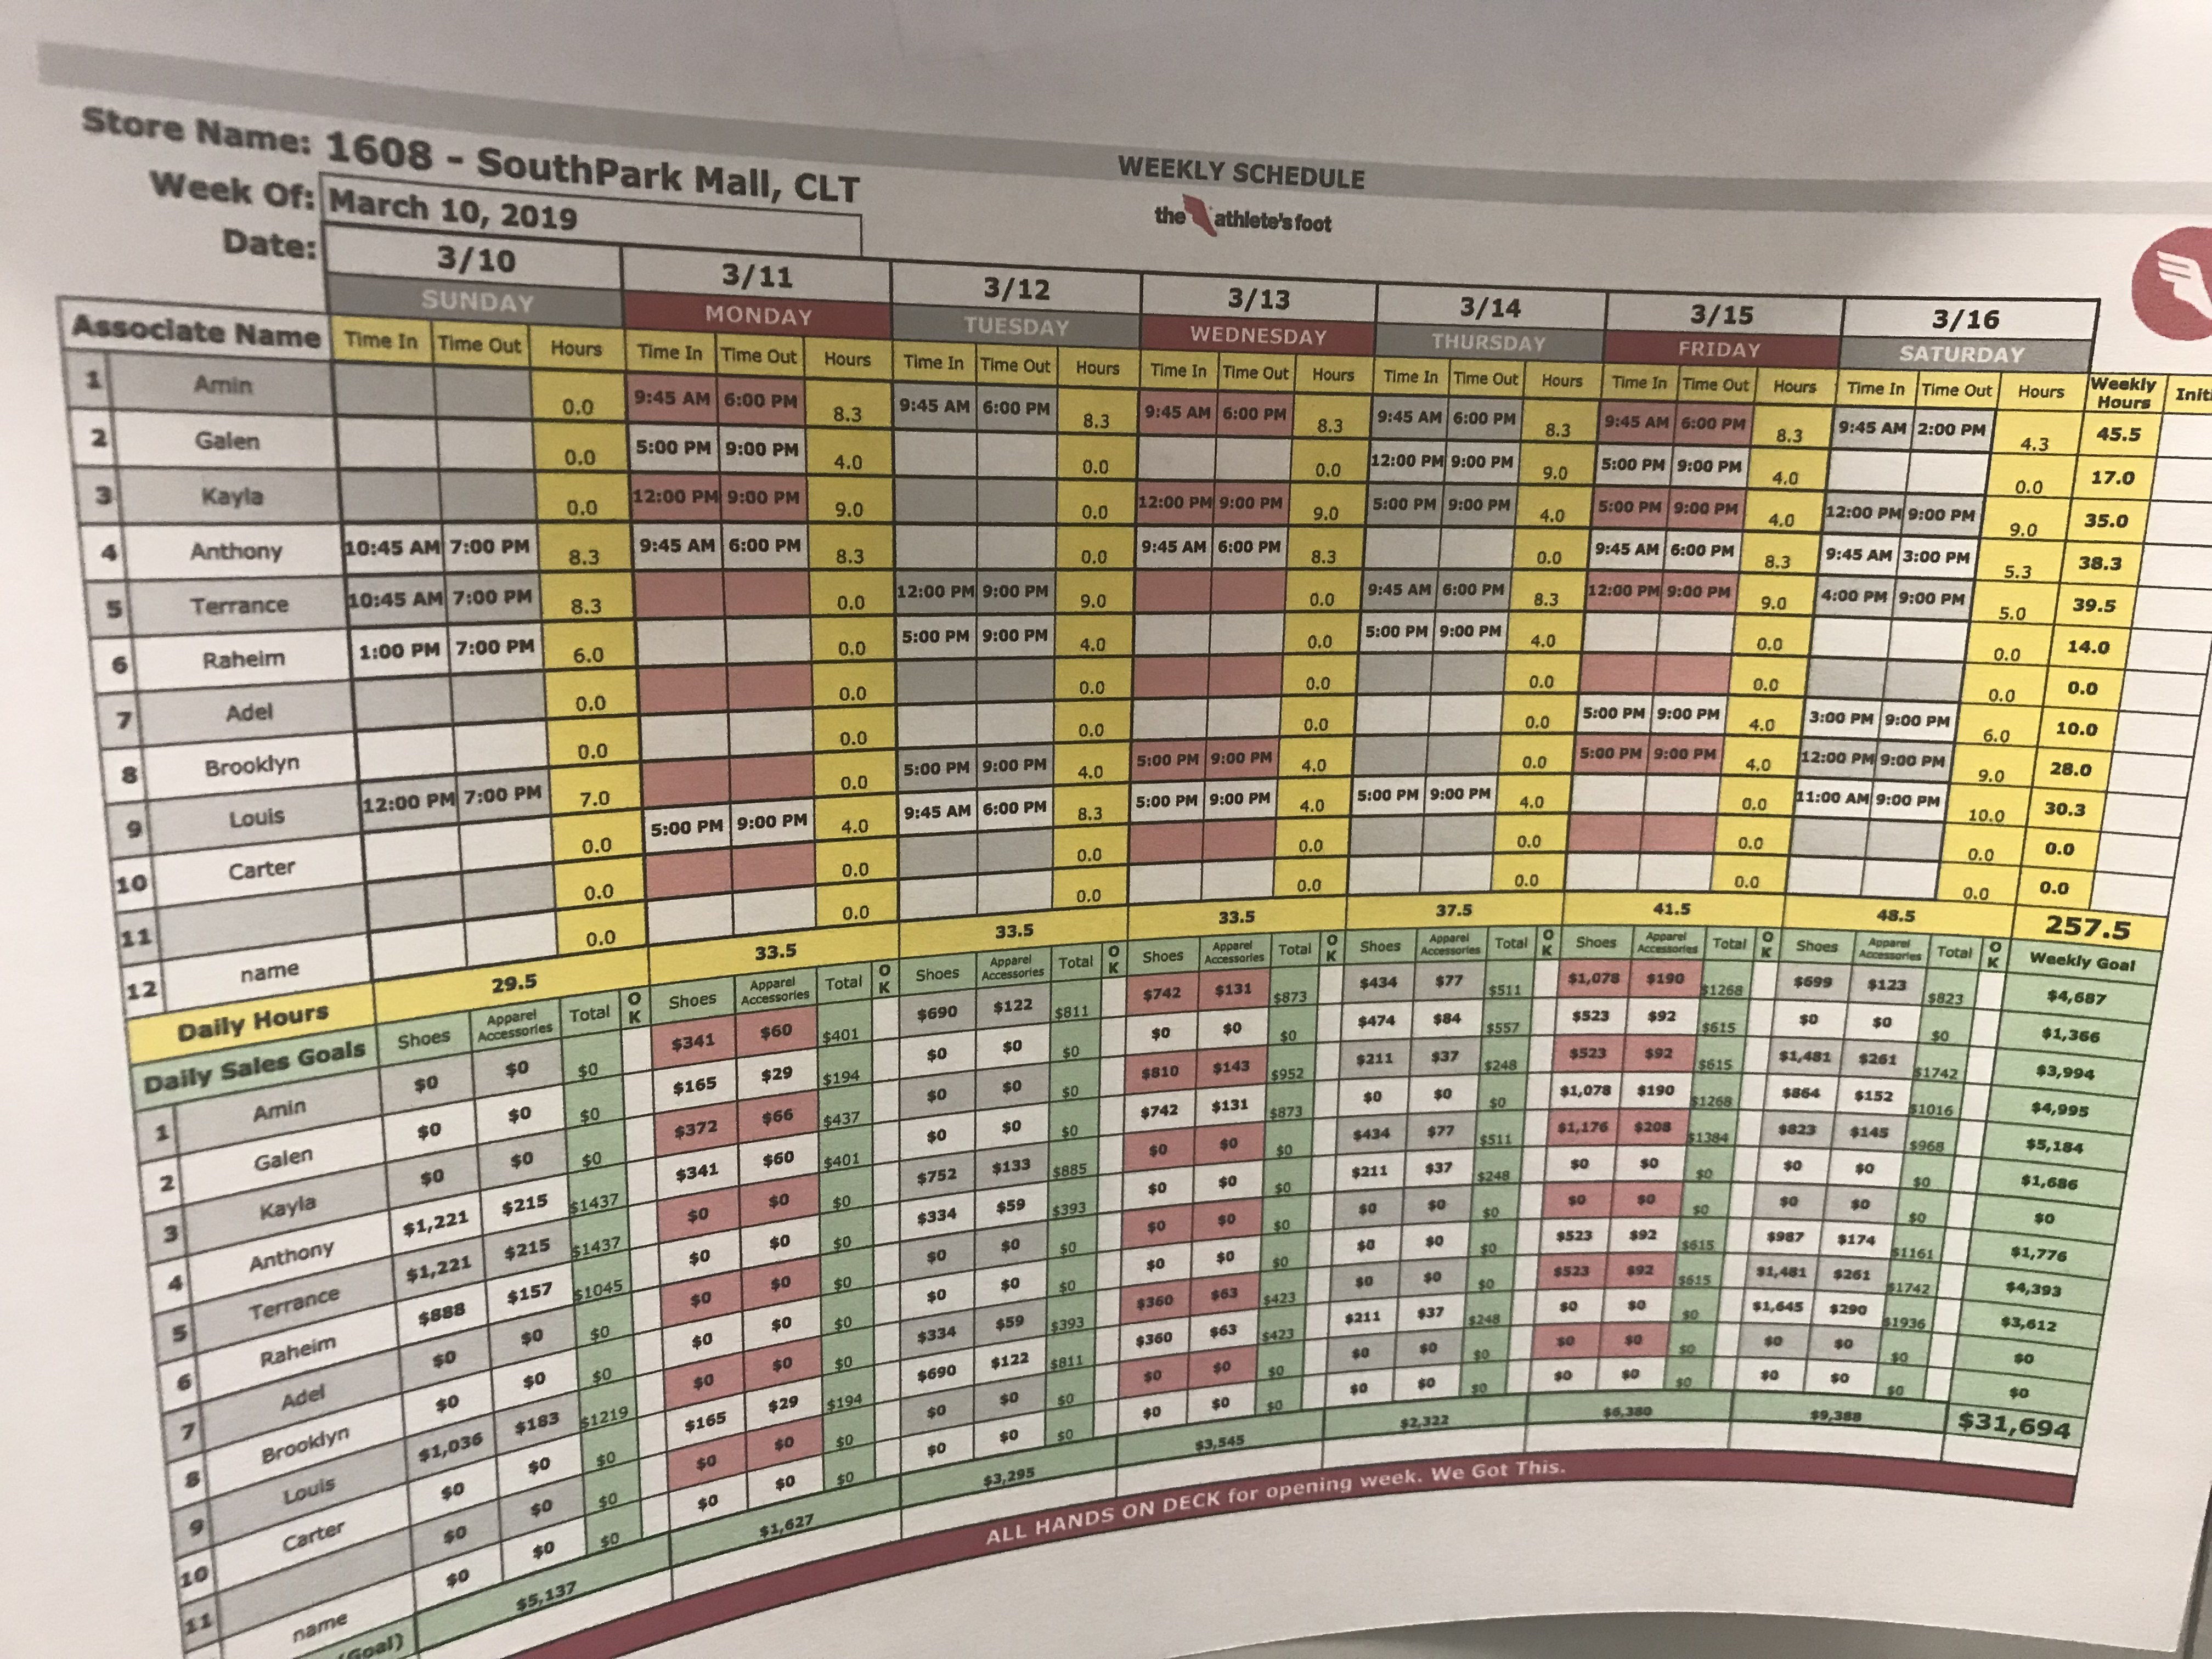 WEEKLY SCHEDULE
Store Name: 1608 - SouthPark Mall, CLT
the athlete's foot
Week Of: March 10, 2019
Date: 3/10 3/11 3/12 3/13 3/14 3/15 3/16
SUNDAY MONDAY TUESDAY WEDNESDAY THURSDAY FRIDAY SATURDAY
Associate Name Time In Time Out Hours Time In Time Out Hours Time In Time Out Hours Time In Time Out Hours Time In Time Out Hours Time In Time Out Hours Time In Time Out Hours Weekly Hours
1 Amin 0.0 9:45 AM 6:00 PM 8.3 9:45 AM 6:00 PM 8.3 9:45 AM 6:00 PM 8.3 9:45 AM 6:00 PM 8.3 9:45 AM 6:00 PM 8.3 9:45 AM 2:00 PM 4.3 45.5
2 Galen 0.0 5:00 PM 9:00 PM 4.0 0.0 0.0 12:00 PM 9:00 PM 9.0 5:00 PM 9:00 PM 4.0 0.0 17.0
3 Kayla 0.0 12:00 PM 9:00 PM 9.0 0.0 12:00 PM 9:00 PM 9.0 5:00 PM 9:00 PM 4.0 5:00 PM 9:00 PM 4.0 12:00 PM 9:00 PM 9.0 35.0
4 Anthony 10:45 AM 7:00 PM 8.3 9:45 AM 6:00 PM 8.3 0.0 9:45 AM 6:00 PM 8.3 0.0 9:45 AM 6:00 PM 8.3 9:45 AM 3:00 PM 5.3 38.3
5 Terrance 10:45 AM 7:00 PM 8.3 0.0 12:00 PM 9:00 PM 9.0 0.0 9:45 AM 6:00 PM 8.3 12:00 PM 9:00 PM 9.0 4:00 PM 9:00 PM 5.0 39.5
6 Raheim 1:00 PM 7:00 PM 6.0 0.0 5:00 PM 9:00 PM 4.0 0.0 5:00 PM 9:00 PM 4.0 0.0 0.0 14.0
7 Adel 0.0 0.0 0.0 0.0 0.0 0.0 0.0 0.0
8 Brooklyn 0.0 0.0 0.0 0.0 0.0 5:00 PM 9:00 PM 4.0 3:00 PM 9:00 PM 6.0 10.0
9 Louis 12:00 PM 7:00 PM 7.0 0.0 5:00 PM 9:00 PM 4.0 5:00 PM 9:00 PM 4.0 0.0 5:00 PM 9:00 PM 4.0 12:00 PM 9:00 PM 9.0 28.0
10 Carter 0.0 5:00 PM 9:00 PM 4.0 9:45 AM 6:00 PM 8.3 5:00 PM 9:00 PM 4.0 5:00 PM 9:00 PM 4.0 0.0 11:00 AM 9:00 PM 10.0 30.3
11 0.0 0.0 0.0 0.0 0.0 0.0 0.0 0.0
12 name 0.0 0.0 0.0 0.0 0.0 0.0 0.0 0.0
Daily Hours 29.5 33.5 33.5 33.5 37.5 41.5 48.5 257.5
Daily Sales Goals Shoes Apparel Accessories Total OK Shoes Apparel Accessories Total OK Shoes Apparel Accessories Total OK Shoes Apparel Accessories Total OK Shoes Apparel Accessories Total OK Shoes Apparel Accessories Total OK Shoes Apparel Accessories Total OK Weekly Goal
1 Amin $0 $0 $0 $341 $60 $401 $690 $122 $811 $742 $131 $873 $434 $77 $511 $1,078 $190 $1268 $699 $123 $823 $4,687
2 Galen $0 $0 $0 $165 $29 $194 $0 $0 $0 $0 $0 $0 $474 $84 $557 $523 $92 $615 $0 $0 $0 $1,366
3 Kayla $0 $0 $0 $372 $66 $437 $0 $0 $0 $810 $143 $952 $211 $37 $248 $523 $92 $615 $1,481 $261 $1742 $3,994
4 Anthony $1,221 $215 $1437 $341 $60 $401 $0 $0 $0 $742 $131 $873 $0 $0 $0 $1,078 $190 $1268 $864 $152 $1016 $4,995
5 Terrance $1,221 $215 $1437 $0 $0 $0 $752 $133 $885 $0 $0 $0 $434 $77 $511 $1,176 $208 $1384 $823 $145 $968 $5,184
6 Raheim $888 $157 $1045 $0 $0 $0 $334 $59 $393 $0 $0 $0 $211 $37 $248 $0 $0 $0 $0 $0 $0 $1,686
7 Adel $0 $0 $0 $0 $0 $0 $0 $0 $0 $0 $0 $0 $0 $0 $0 $0 $0 $0 $0 $0 $0 $0
8 Brooklyn $0 $0 $0 $0 $0 $0 $0 $0 $0 $0 $0 $0 $0 $0 $0 $523 $92 $615 $987 $174 $1161 $1,776
9 Louis $1,036 $183 $1219 $0 $0 $0 $334 $59 $393 $360 $63 $423 $0 $0 $0 $523 $92 $615 $1,481 $261 $1742 $4,393
10 Carter $0 $0 $0 $165 $29 $194 $690 $122 $811 $360 $63 $423 $211 $37 $248 $0 $0 $0 $1,645 $290 $1936 $3,612
11 $0 $0 $0 $0 $0 $0 $0 $0 $0 $0 $0 $0 $0 $0 $0 $0 $0 $0 $0 $0 $0 $0
name $0 $0 $0 $0 $0 $0 $0 $0 $0 $0 $0 $0 $0 $0 $0 $0 $0 $0 $0 $0 $0 $0
(Goal) $5,137 $1,627 $3,295 $3,545 $2,322 $6,380 $9,388 $31,694
ALL HANDS ON DECK for opening week. We Got This.